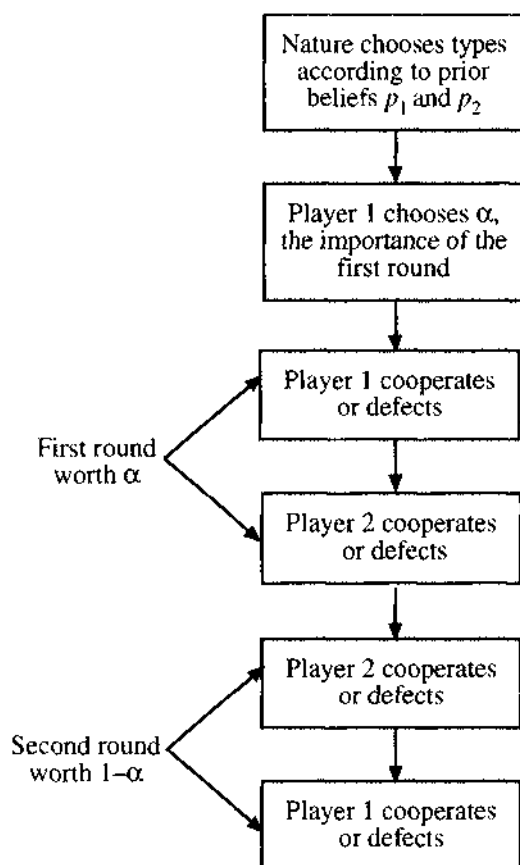 Nature chooses types
according to prior
beliefs p₁ and p₂
Player 1 chooses α,
the importance of the
first round
Player 1 cooperates
or defects
First round
worth α
Player 2 cooperates
or defects
Player 2 cooperates
or defects
Second round
worth 1–α
Player 1 cooperates
or defects